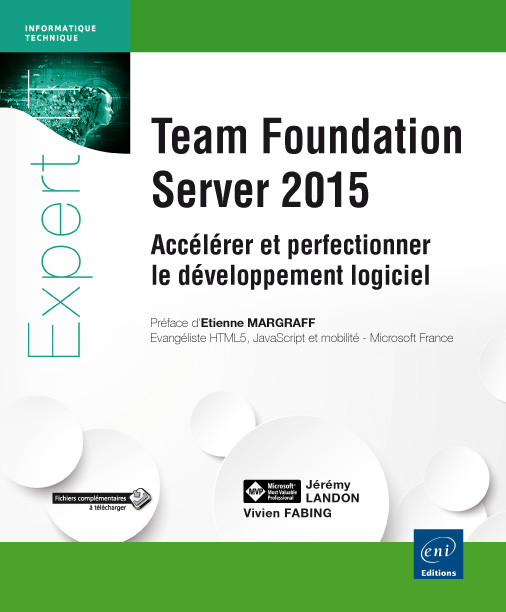 INFORMATIQUE
TECHNIQUE
Expert IT
Team Foundation
Server 2015
Accélérer et perfectionner
le développement logiciel
Préface d'Etienne MARGRAFF
Evangéliste HTML5, JavaScript et mobilité - Microsoft France
Fichiers complémentaires
à télécharger
MVP
Microsoft®
Most Valuable
Professional
Jérémy
LANDON
Vivien FABING
eni
Editions